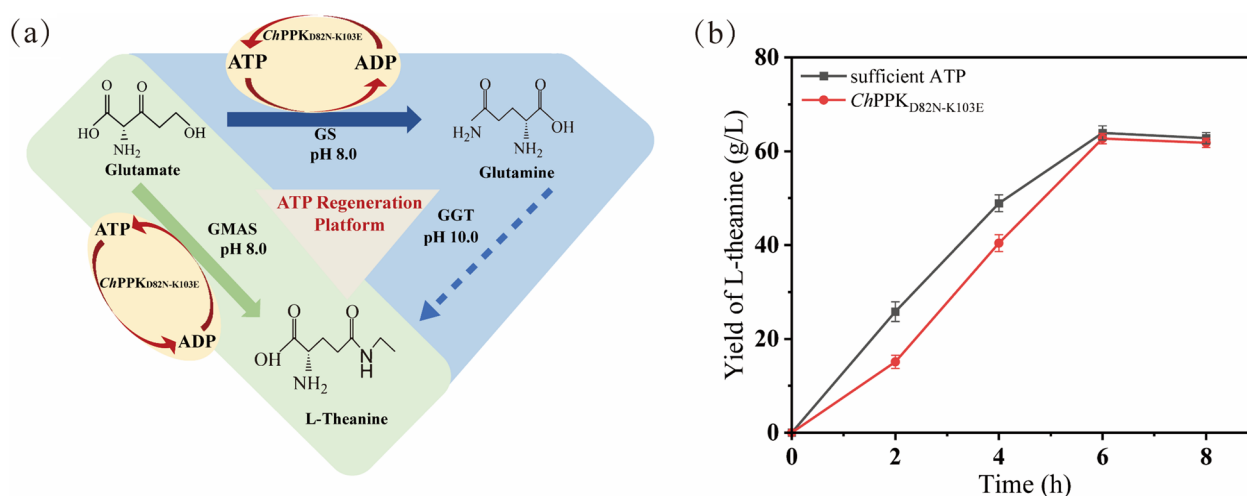 (a)
ChPPKD82N-K103E
ATP
ADP
O
O
HO
OH
NH2
Glutamate
GS
pH 8.0
O
O
H2N
OH
NH2
Glutamine
ATP Regeneration
Platform
GMAS
pH 8.0
GGT
pH 10.0
ATP
ChPPKD82N-K103E
ADP
O
O
OH
N
H
NH2
L-Theanine
(b)
Yield of L-theanine (g/L)
80
60
40
20
0
sufficient ATP
ChPPKD82N-K103E
0 2 4 6 8
Time (h)